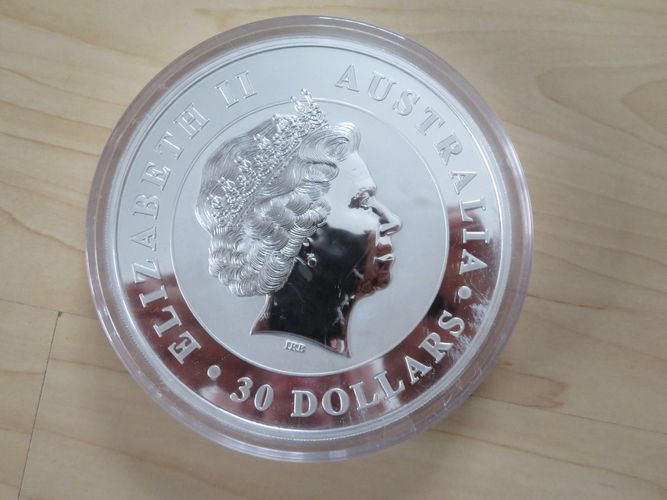 ELIZABETH II
AUSTRALIA
• 30 DOLLARS •
IRB